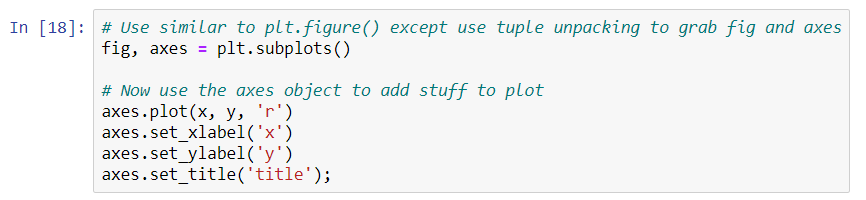 In [18]: # Use similar to plt.figure() except use tuple unpacking to grab fig and axes
fig, axes = plt.subplots()
# Now use the axes object to add stuff to plot
axes.plot(x, y, 'r')
axes.set_xlabel('x')
axes.set_ylabel('y')
axes.set_title('title');